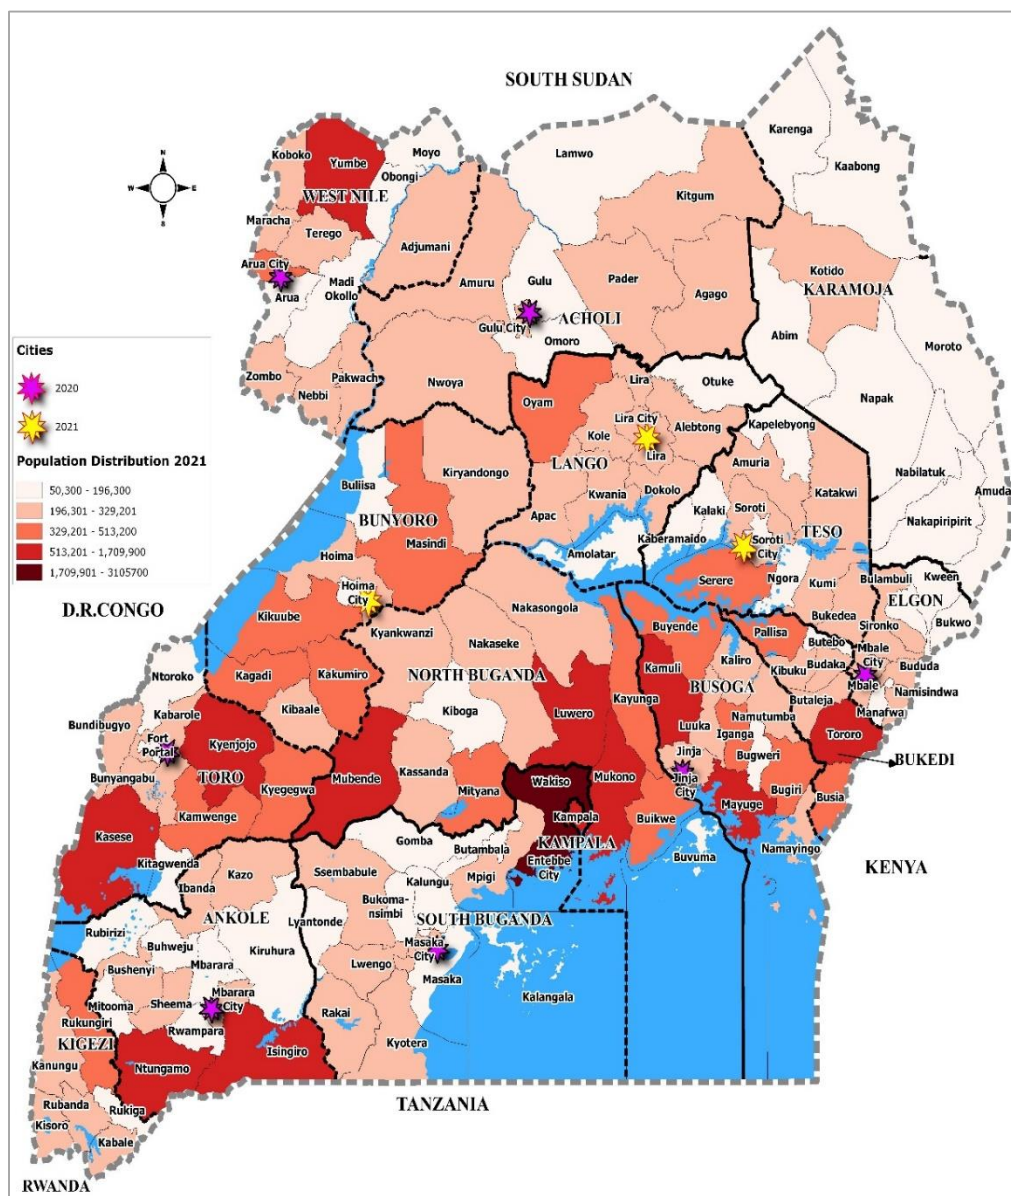 SOUTH SUDAN
Karenga
Kaabong
Koboko
Yumbe
Moyo
Obongi
WEST NILE
Lamwo
Kitgum
N
W
E
S
Maracha
Terego
Adjumani
Arua City
Arua
Madi
Okollo
Amuru
Gulu
Gulu City
ACHOLI
Omoro
Pader
Agago
Kotido
KARAMOJA
Abim
Moroto
Napak
Zombo
Nebbi
Pakwach
Nwoya
Oyam
Lira
Otuke
Lira City
Kole
Lira
Alebtong
LANGO
Kapelebyong
Amuria
Katakwi
Nabilatuk
Amuda
Nakapiripirit
Cities
2020
2021
Population Distribution 2021
50,300 - 196,300
196,301 - 329,201
329,201 - 513,200
513,201 - 1,709,900
1,709,901 - 3105700
Buliisa
Kiryandongo
BUNYORO
Masindi
Hoima
Hoima
City
Kwania
Dokolo
Apac
Amolatar
Kalaki
Kaberamaido
Soroti
Soroti
City
TESO
Serere
Ngora
Kumi
Bukedea
Bulambuli
Kween
ELGON
Bukwo
Sironko
D.R.CONGO
Kikuube
Kagadi
Kakumiro
Kibaale
Kyankwanzi
Nakaseke
Nakasongola
NORTH BUGANDA
Kiboga
Luwero
Buyende
Kamuli
Kayunga
Kaliro
BUSOGA
Luuka
Namutumba
Iganga
Bugweri
Jinja
Jinja
City
Mayuge
Bugiri
Pallisa
Butebo
Kibuku
Budaka
Butaleja
Mbale
City
Mbale
Bududa
Namisindwa
Manafwa
Tororo
BUKEDI
Busia
Namayingo
Ntoroko
Kabarole
Bundibugyo
Fort
Portal
Bunyangabu
Kyenjojo
TORO
Kyegegwa
Kamwenge
Kasese
Kitagwenda
Mubende
Kassanda
Mityana
Wakiso
Kampala
KAMPALA
Entebbe
City
Mukono
Buikwe
Buvuma
KENYA
Ibanda
Kazo
ANKOLE
Kiruhura
Lyantonde
Rubirizi
Buhweju
Bushenyi
Mbarara
Mbarara
City
Sheema
Mitooma
Rwampara
Gomba
Butambala
Mpigi
Ssembabule
Kalungu
Bukoma-
nsimbi
SOUTH BUGANDA
Masaka
City
Masaka
Lwengo
Rakai
Kyotera
Kalangala
Rukungiri
KIGEZI
Kanungu
Ntungamo
Isingiro
Rubanda
Rukiga
Kisoro
Kabale
TANZANIA
RWANDA